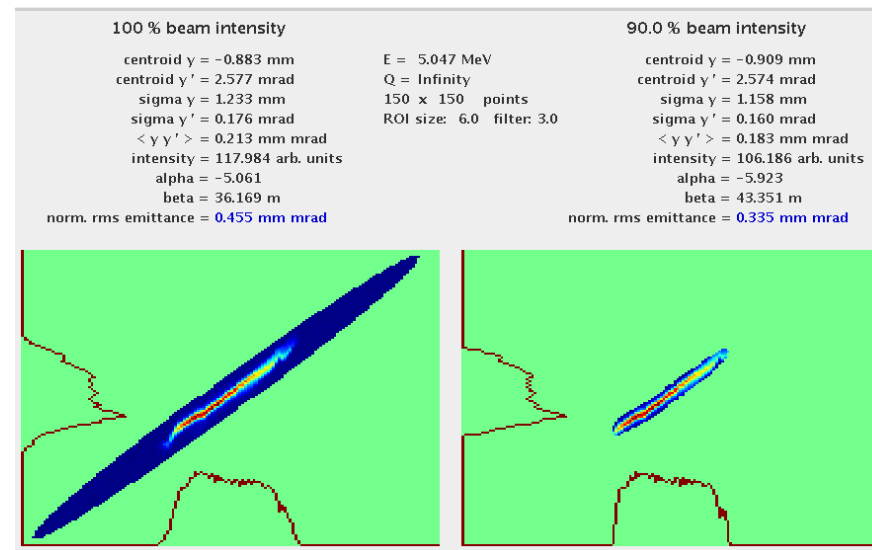 100 % beam intensity
centroid y = -0.883 mm
centroid y ' = 2.577 mrad
sigma y = 1.233 mm
sigma y ' = 0.176 mrad
< y y ' > = 0.213 mm mrad
intensity = 117.984 arb. units
alpha = -5.061
beta = 36.169 m
norm. rms emittance = 0.455 mm mrad
E = 5.047 MeV
Q = Infinity
150 x 150 points
ROI size: 6.0 filter: 3.0
90.0 % beam intensity
centroid y = -0.909 mm
centroid y ' = 2.574 mrad
sigma y = 1.158 mm
sigma y ' = 0.160 mrad
< y y ' > = 0.183 mm mrad
intensity = 106.186 arb. units
alpha = -5.923
beta = 43.351 m
norm. rms emittance = 0.335 mm mrad